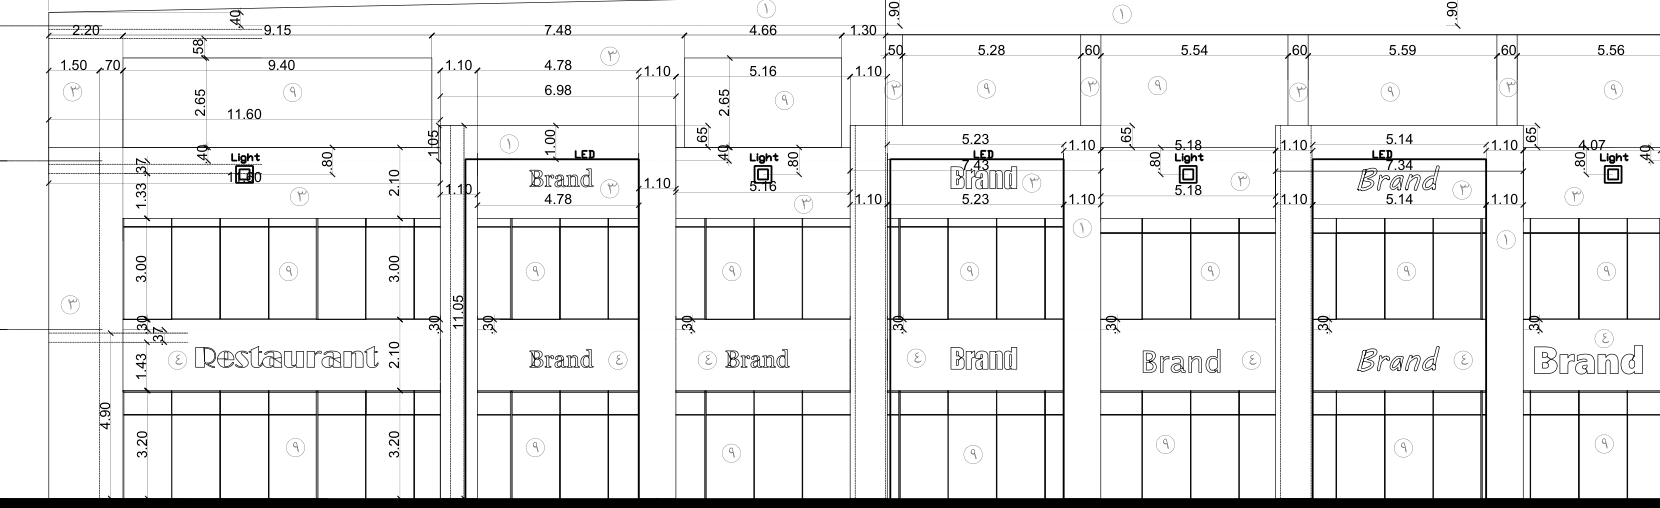 .40 ١ .90 ١ .90
2.20 9.15 7.48 4.66 1.30
.58 .50 5.28 .60 5.54 .60 5.59 .60 5.56
٣
1.50 .70 9.40 1.10 4.78 1.10 5.16 1.10
٣ ٩ 6.98 ٣ ٩ ٣ ٩ ٣ ٩ ٣ ٩
2.65 2.65 ٩
11.60
1.05 ١ 1.00 .65 5.23 1.10 .65 5.14 1.10 .65
5.18 1.10 4.07
.40 Light .80 LED .40 Light .80 LED .80 Light LED .80 Light .40
.37 7.43 7.34
11.60 2.10 Brand 5.16 Brand ٣ ٣ Brand
1.33 ٣ 1.10 ٣ 1.10 5.18 ٣
4.78 ٣ 1.10 5.23 1.10 1.10 5.14 1.10
١ ١
3.00 ٩ 3.00 ٩ ٩ ٩ ٩ ٩ ٩
٣
11.05
.30 .30 .30 .30 .30 .30 .30 .30
.37 ٤
1.43 ٤ Restaurant 2.10 Brand ٤ ٤ Brand ٤ Brand Brand ٤ Brand ٤ Brand
4.90
3.20 ٩ 3.20 ٩ ٩ ٩ ٩ ٩ ٩